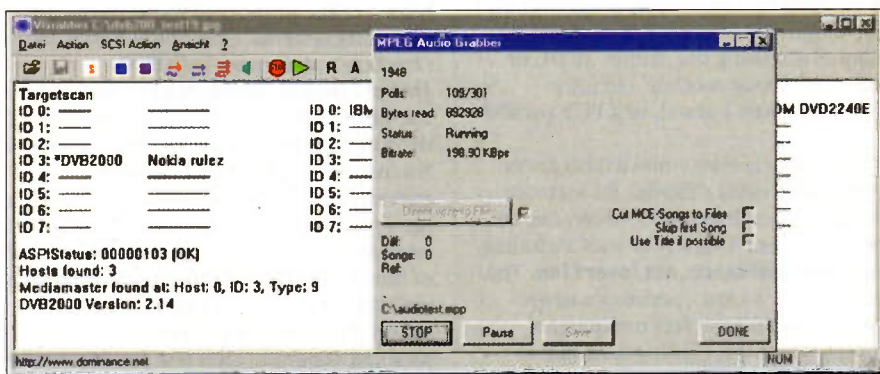 Datei Action SCSI Action Ansicht ?
R A
Targetscan
ID 0:
ID 1:
ID 2:
ID 3: *DVB2000 Nokia rulez
ID 4:
ID 5:
ID 6:
ID 7:
ID 0: IBM
ID 1:
ID 2:
ID 3:
ID 4:
ID 5:
ID 6:
ID 7:
OM DVD2240E
ASPIStatus: 00000103 (OK)
Hosts found: 3
Mediamaster found at: Host: 0, ID: 3, Type: 9
DVB2000 Version: 2.14
http://www.dominance.net
NUM
MPEG Audio Grabber
1948
Polls: 109/301
Bytes read: 892928
Status: Running
Bitrate: 198.90 KBps
Cut MCE-Songs to Files
Skip first Song
Use Title if possible
Diff: 0
Songs: 0
Ref:
C:\audiotest.mpp
STOP Pause Save DONE